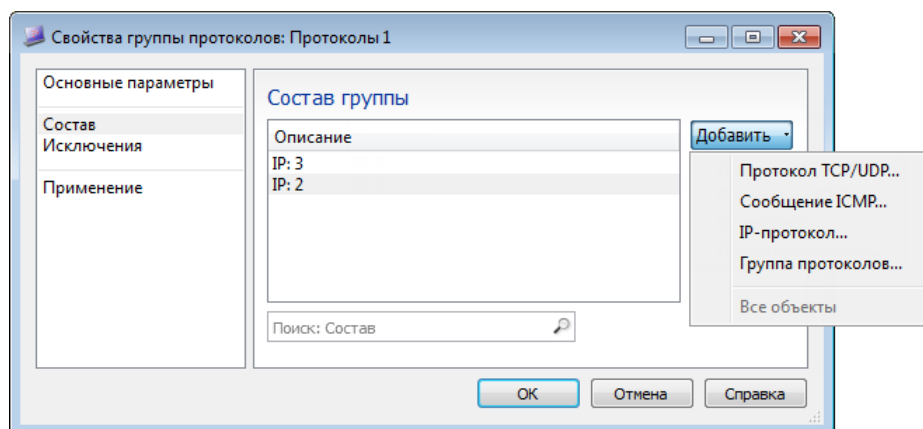 Свойства группы протоколов: Протоколы 1
Основные параметры
Состав
Исключения
Применение
Состав группы
Описание
IP: 3
IP: 2
Поиск: Состав
Добавить
Протокол TCP/UDP...
Сообщение ICMP...
IP-протокол...
Группа протоколов...
Все объекты
ОК
Отмена
Справка